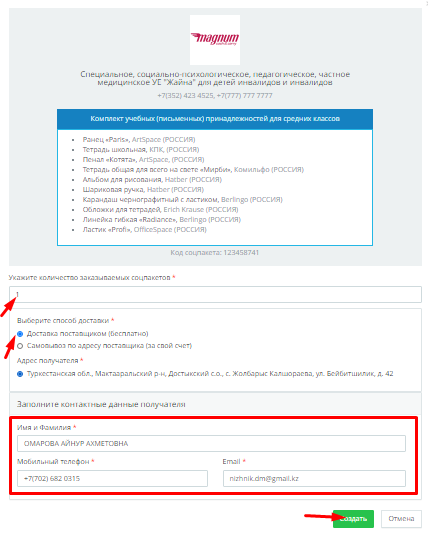 magnum
Специальное, социально-психологическое, педагогическое, частное
медицинское УЕ "Жайна" для детей инвалидов и инвалидов
+7(352) 423 4525, +7(777) 777 7777
Комплект учебных (письменных) принадлежностей для средних классов
Ранец «Paris», ArtSpace (РОССИЯ)
Тетрадь школьная, КПК, (РОССИЯ)
Пенал «Котята», ArtSpace, (РОССИЯ)
Тетрадь общая для всего на свете «Мирби», Комильфо (РОССИЯ)
Альбом для рисования, Hatber (РОССИЯ)
Шариковая ручка, Hatber (РОССИЯ)
Карандаш чернографитный с ластиком, Berlingo (РОССИЯ)
Обложки для тетрадей, Erich Krause (РОССИЯ)
Линейка гибкая «Radiance», Berlingo (РОССИЯ)
Ластик «Profi», OfficeSpace (РОССИЯ)
Код соцпакета: 123458741
Укажите количество заказываемых соцпакетов *
1
Выберите способ доставки *
Доставка поставщиком (бесплатно)
Самовывоз по адресу поставщика (за свой счет)
Адрес получателя *
Туркестанская обл., Мактааральский р-н, Достыкский с.о., с. Жолбарыс Калшораева, ул. Бейбитшилик, д. 42
Заполните контактные данные получателя
Имя и Фамилия *
ОМАРОВА АЙНУР АХМЕТОВНА
Мобильный телефон * Email *
+7(702) 682 0315 nizhnik.dm@gmail.kz
Создать Отмена